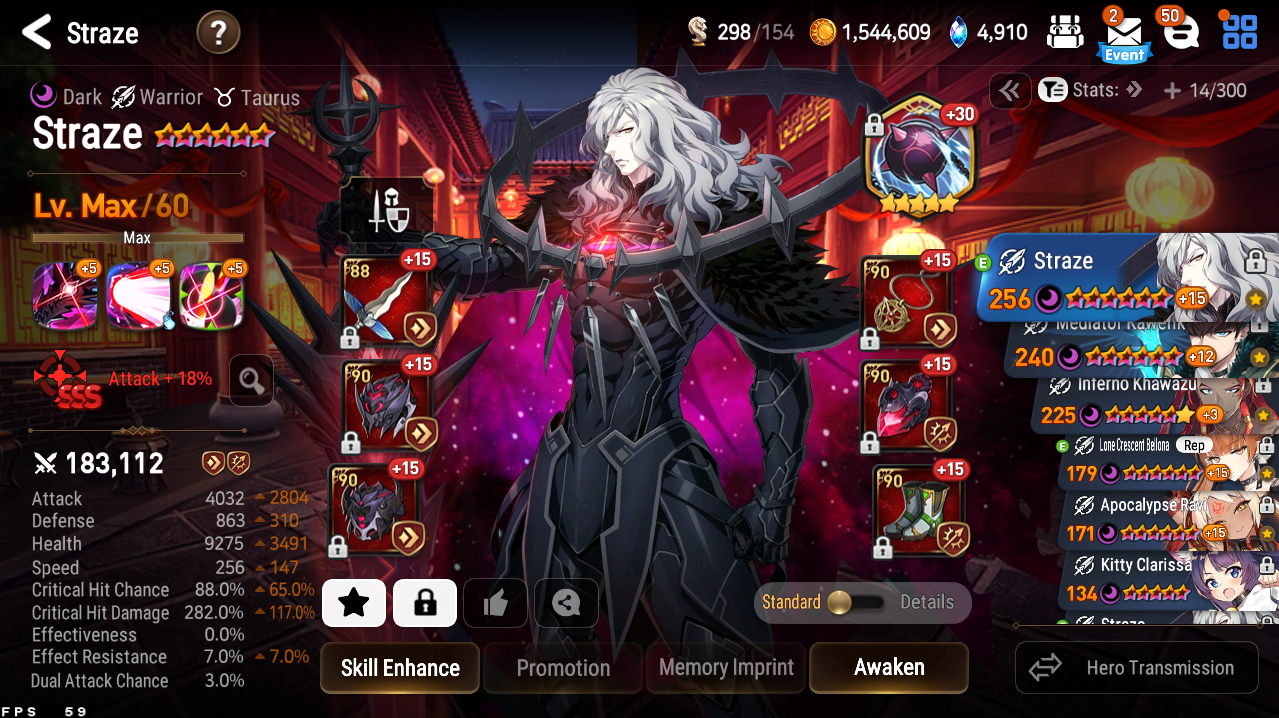 Straze
?
298/154
1,544,609
4,910
2
Event
50
Dark Warrior Taurus
Straze
Lv. Max/60
Max
+5
+5
+5
SSS
Attack + 18%
183,112
Attack 4032 2804
Defense 863 310
Health 9275 3491
Speed 256 147
Critical Hit Chance 88.0% 65.0%
Critical Hit Damage 282.0% 117.0%
Effectiveness 0.0%
Effect Resistance 7.0% 7.0%
Dual Attack Chance 3.0%
FPS 59
88 +15
90 +15
90 +15
+30
90 +15
90 +15
90 +15
Standard Details
Skill Enhance
Promotion
Memory Imprint
Awaken
Stats: 14/300
E Straze
256 +15
Mediator Kawerik
240 +12
Inferno Khawazu
225 +3
E Lone Crescent Bellona Rep
179 +15
Apocalypse Ravi
171 +15
Kitty Clarissa
134
Straze
Hero Transmission